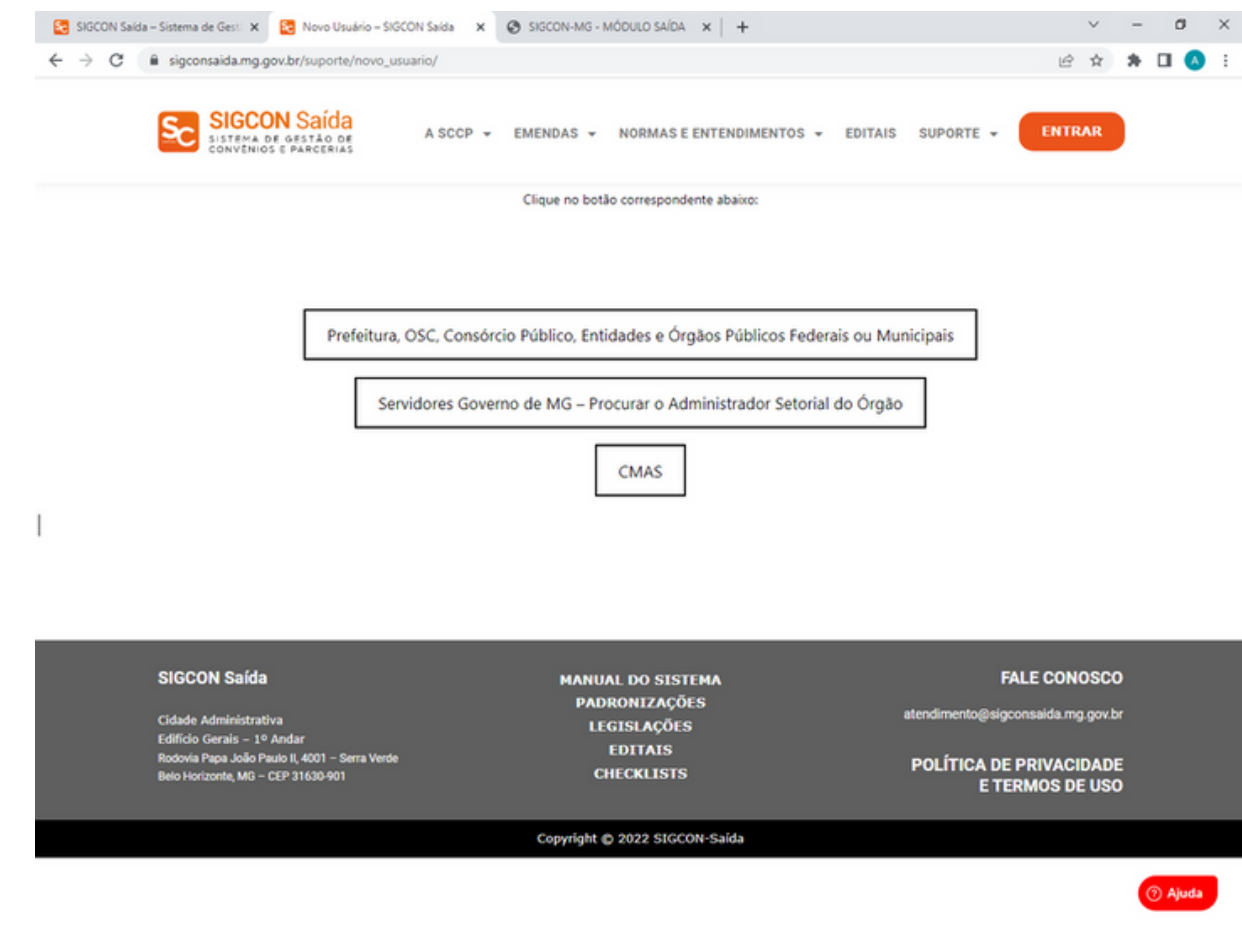 SIGCON Saída – Sistema de Gest
Novo Usuário – SIGCON Saída
SIGCON-MG - MÓDULO SAÍDA
sigconsaida.mg.gov.br/suporte/novo_usuario/
A
SC
SIGCON Saída
SISTEMA DE GESTÃO DE
CONVÊNIOS E PARCERIAS
A SCCP
EMENDAS
NORMAS E ENTENDIMENTOS
EDITAIS
SUPORTE
ENTRAR
Clique no botão correspondente abaixo:
Prefeitura, OSC, Consórcio Público, Entidades e Órgãos Públicos Federais ou Municipais
Servidores Governo de MG – Procurar o Administrador Setorial do Órgão
CMAS
SIGCON Saída
Cidade Administrativa
Edifício Gerais – 1º Andar
Rodovia Papa João Paulo II, 4001 – Serra Verde
Belo Horizonte, MG – CEP 31630-901
MANUAL DO SISTEMA
PADRONIZAÇÕES
LEGISLAÇÕES
EDITAIS
CHECKLISTS
FALE CONOSCO
atendimento@sigconsaida.mg.gov.br
POLÍTICA DE PRIVACIDADE
E TERMOS DE USO
Copyright © 2022 SIGCON-Saída
Ajuda